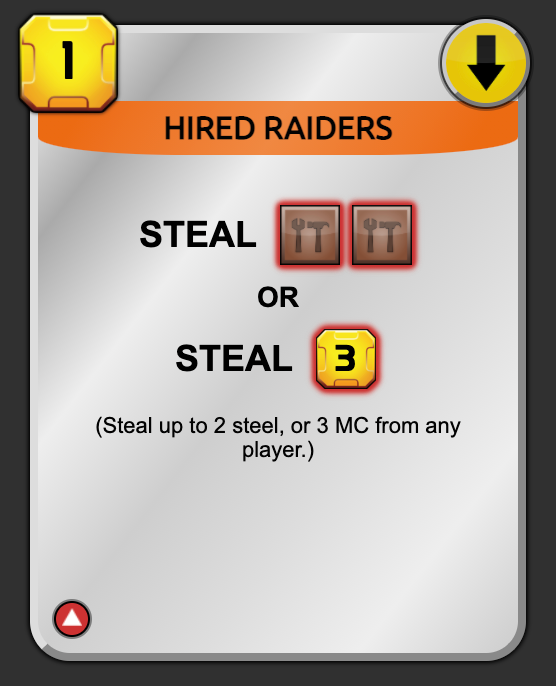 1
HIRED RAIDERS
STEAL
OR
STEAL 3
(Steal up to 2 steel, or 3 MC from any
player.)